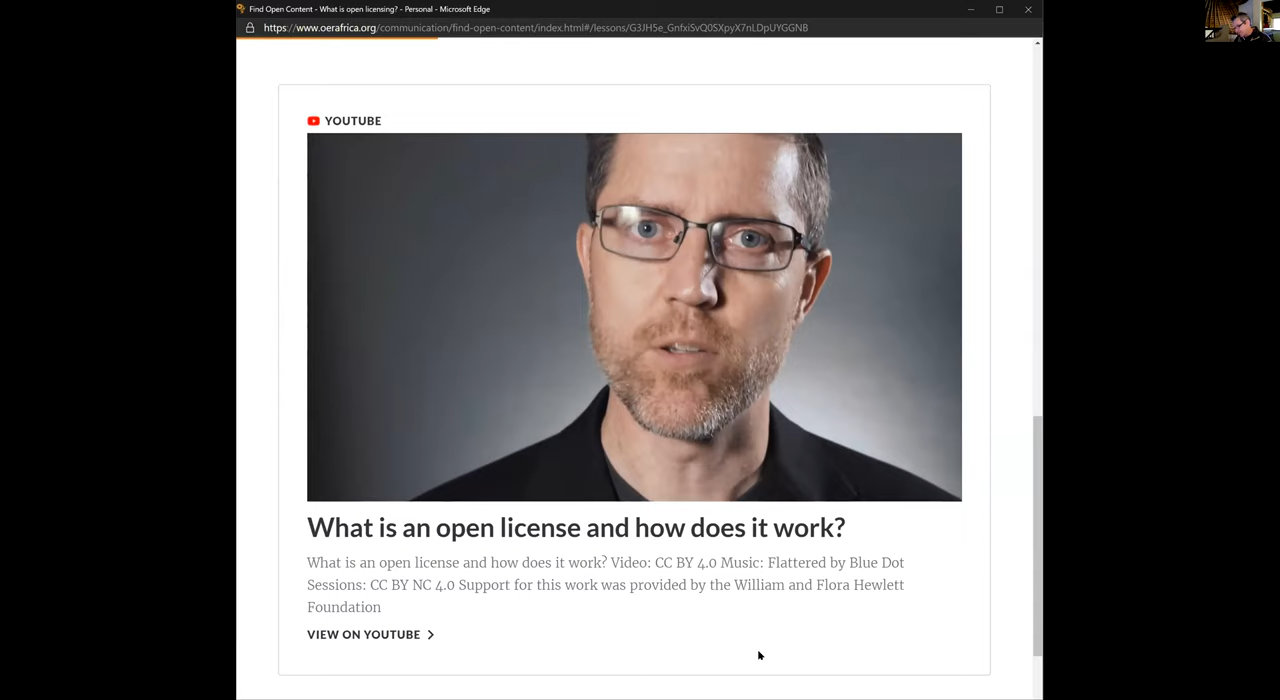 Find Open Content - What is open licensing? - Personal - Microsoft Edge
https://www.oerafrica.org/communication/find-open-content/index.html#/lessons/G3JH5e_GnfxiSvQ0SXpyX7nLDpUYGGNB
YOUTUBE
What is an open license and how does it work?
What is an open license and how does it work? Video: CC BY 4.0 Music: Flattered by Blue Dot
Sessions: CC BY NC 4.0 Support for this work was provided by the William and Flora Hewlett
Foundation
VIEW ON YOUTUBE